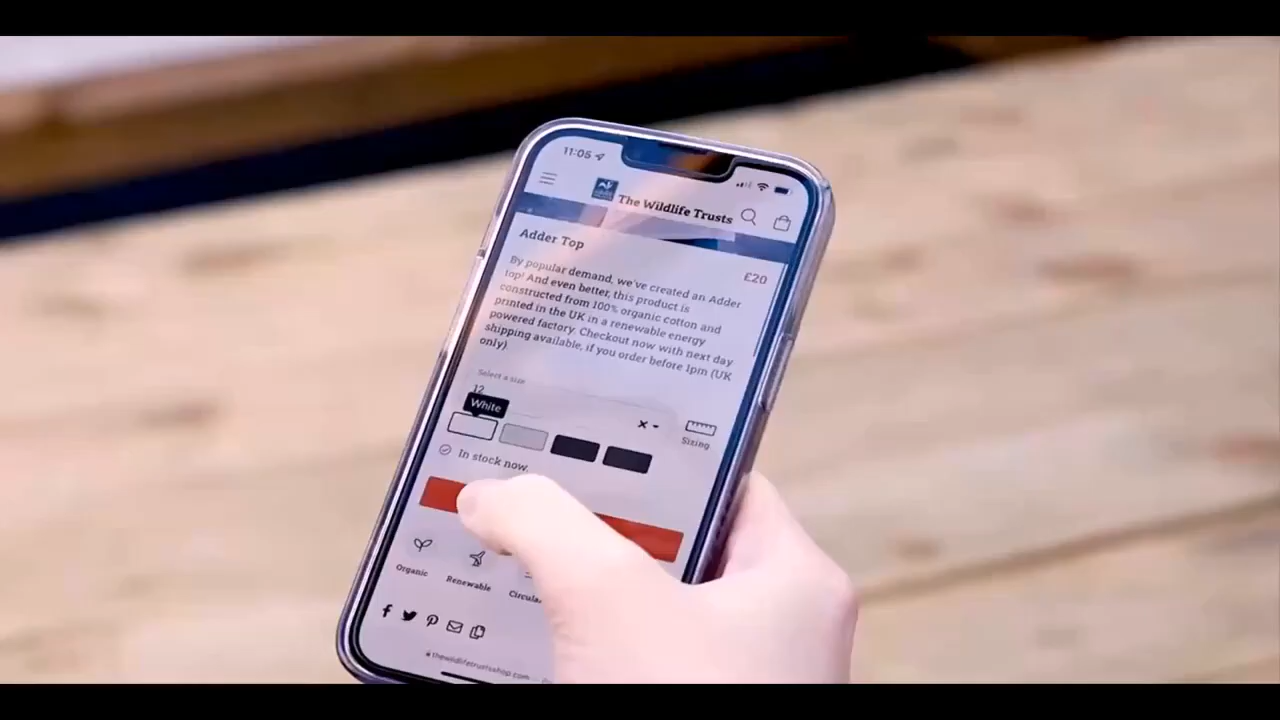 11:05
The Wildlife Trusts
Adder Top
£20
By popular demand, we've created an Adder
top! And even better, this product is
constructed from 100% organic cotton and
printed in the UK in a renewable energy
powered factory. Checkout now with next day
shipping available, if you order before 1pm (UK
only)
Select a size
12
White
Sizing
In stock now.
Organic
Renewable
thewildlifetrustsshop.com